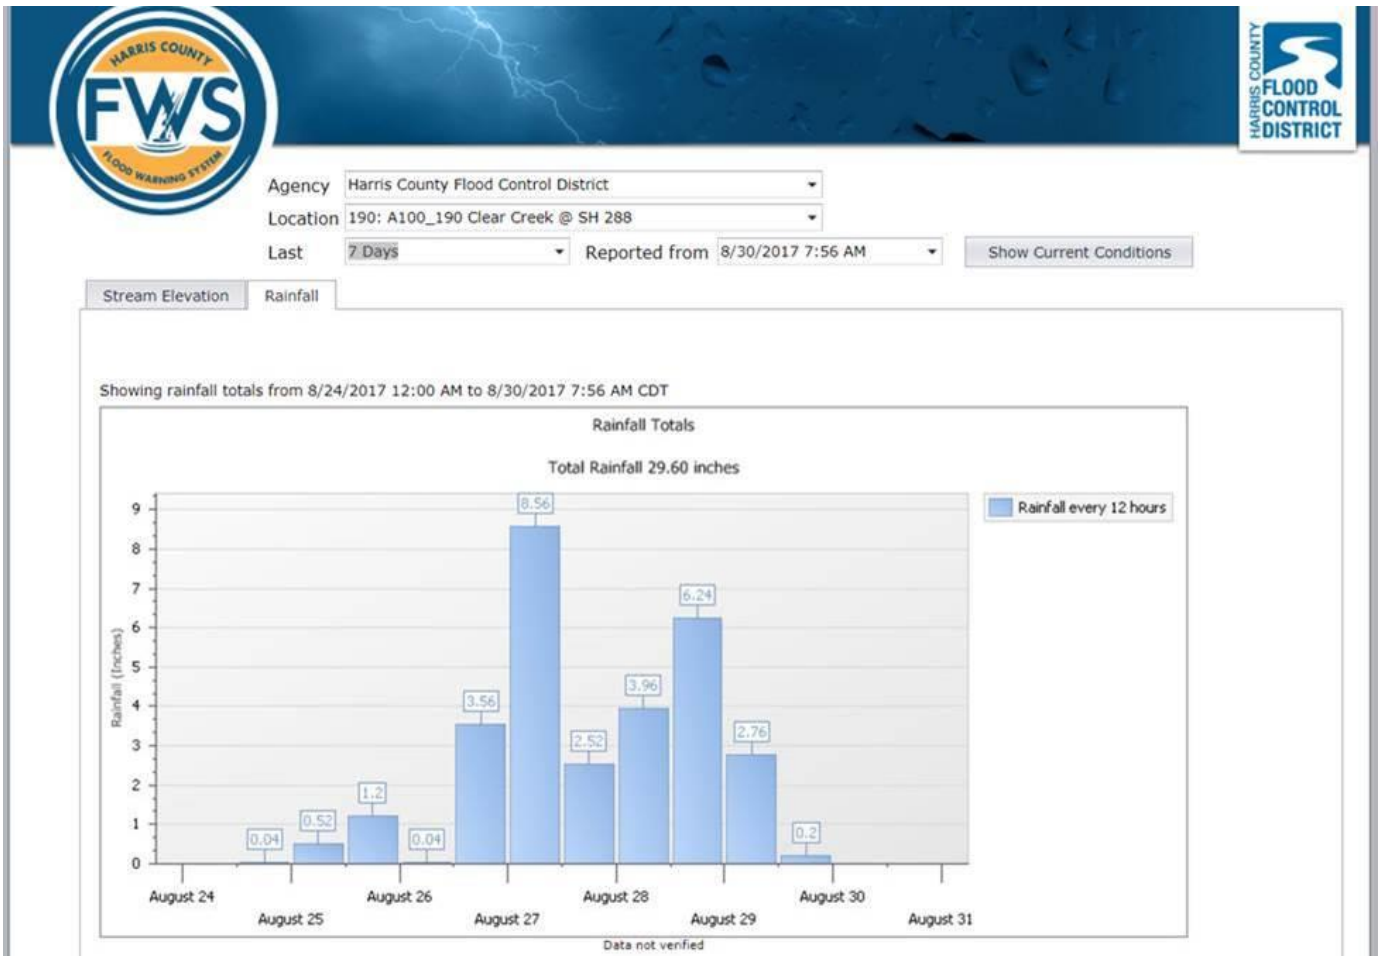 HARRIS COUNTY
FWS
FLOOD WARNING SYSTEM
HARRIS COUNTY
FLOOD
CONTROL
DISTRICT
Agency Harris County Flood Control District
Location 190: A100_190 Clear Creek @ SH 288
Last 7 Days Reported from 8/30/2017 7:56 AM Show Current Conditions
Stream Elevation Rainfall
Showing rainfall totals from 8/24/2017 12:00 AM to 8/30/2017 7:56 AM CDT
Rainfall Totals
Total Rainfall 29.60 inches
Rainfall every 12 hours
Rainfall (Inches)
9
8
7
6
5
4
3
2
1
0
0.04
0.52
1.2
0.04
3.56
8.56
2.52
3.96
6.24
2.76
0.2
August 24 August 26 August 28 August 30
August 25 August 27 August 29 August 31
Data not verified